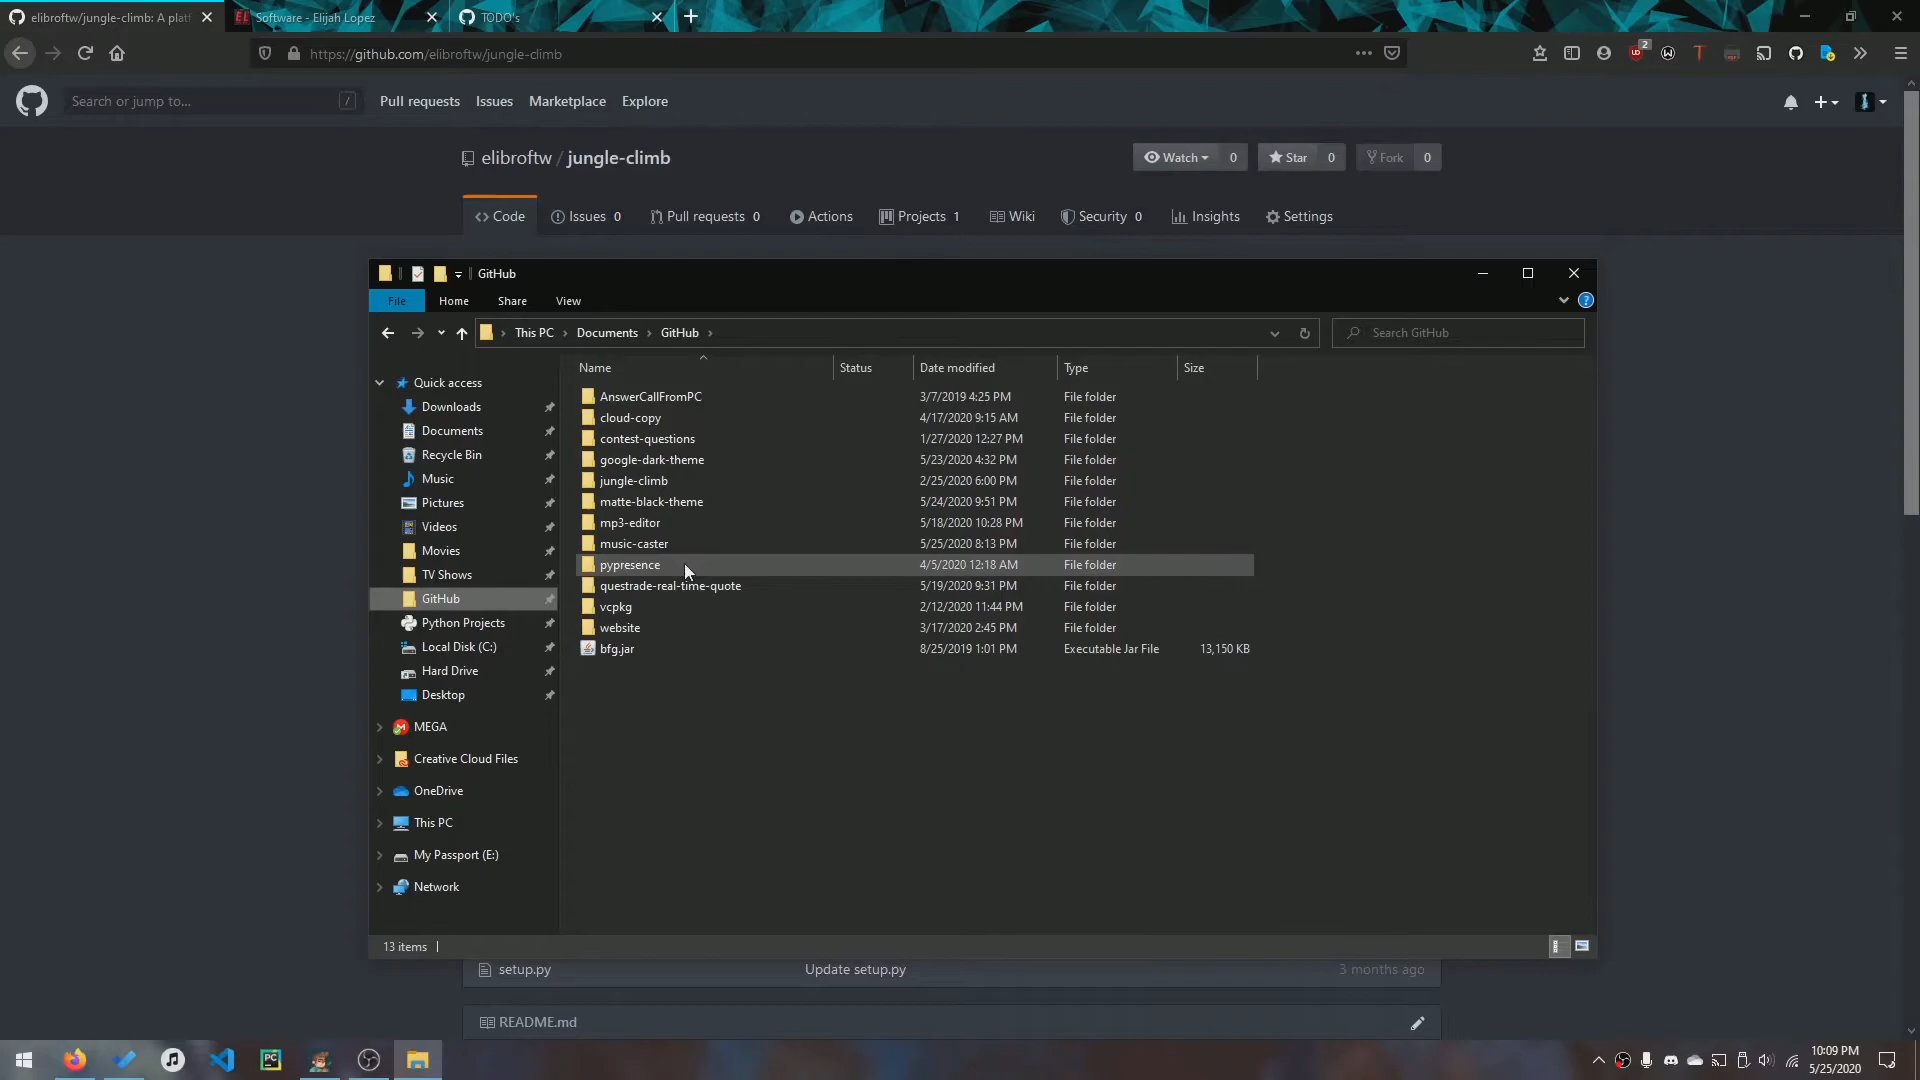 elibroftw/jungle-climb: A platf
Software - Elijah Lopez
TODO's
https://github.com/elibroftw/jungle-climb
2
Search or jump to...
/
Pull requests
Issues
Marketplace
Explore
elibroftw / jungle-climb
Watch 0
Star 0
Fork 0
Code
Issues 0
Pull requests 0
Actions
Projects 1
Wiki
Security 0
Insights
Settings
GitHub
File
Home
Share
View
This PC
Documents
GitHub
Search GitHub
Name
Status
Date modified
Type
Size
Quick access
Downloads
Documents
Recycle Bin
Music
Pictures
Videos
Movies
TV Shows
GitHub
Python Projects
Local Disk (C:)
Hard Drive
Desktop
MEGA
Creative Cloud Files
OneDrive
This PC
My Passport (E:)
Network
AnswerCallFromPC 3/7/2019 4:25 PM File folder
cloud-copy 4/17/2020 9:15 AM File folder
contest-questions 1/27/2020 12:27 PM File folder
google-dark-theme 5/23/2020 4:32 PM File folder
jungle-climb 2/25/2020 6:00 PM File folder
matte-black-theme 5/24/2020 9:51 PM File folder
mp3-editor 5/18/2020 10:28 PM File folder
music-caster 5/25/2020 8:13 PM File folder
pypresence 4/5/2020 12:18 AM File folder
questrade-real-time-quote 5/19/2020 9:31 PM File folder
vcpkg 2/12/2020 11:44 PM File folder
website 3/17/2020 2:45 PM File folder
bfg.jar 8/25/2019 1:01 PM Executable Jar File 13,150 KB
13 items
setup.py Update setup.py 3 months ago
README.md
10:09 PM
5/25/2020